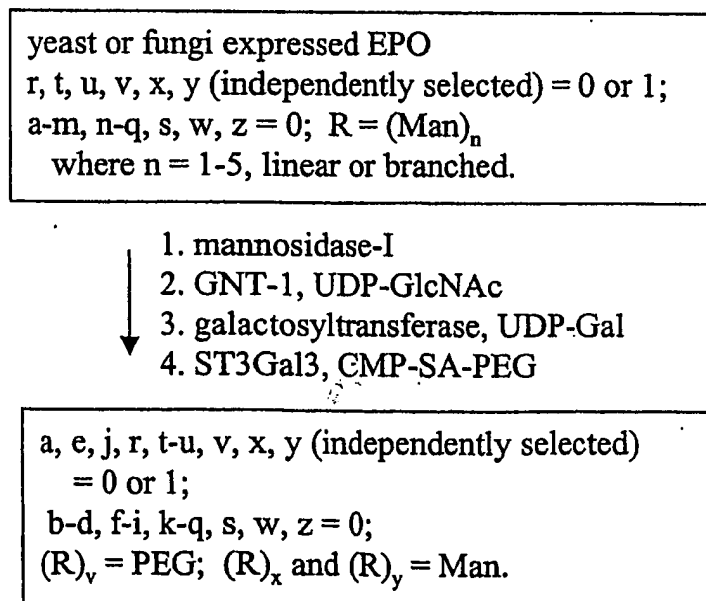 yeast or fungi expressed EPO
r, t, u, v, x, y (independently selected) = 0 or 1;
a-m, n-q, s, w, z = 0; R = (Man)n
where n = 1-5, linear or branched.
1. mannosidase-I
2. GNT-1, UDP-GlcNAc
3. galactosyltransferase, UDP-Gal
4. ST3Gal3, CMP-SA-PEG
a, e, j, r, t-u, v, x, y (independently selected)
= 0 or 1;
b-d, f-i, k-q, s, w, z = 0;
(R)v = PEG; (R)x and (R)y = Man.